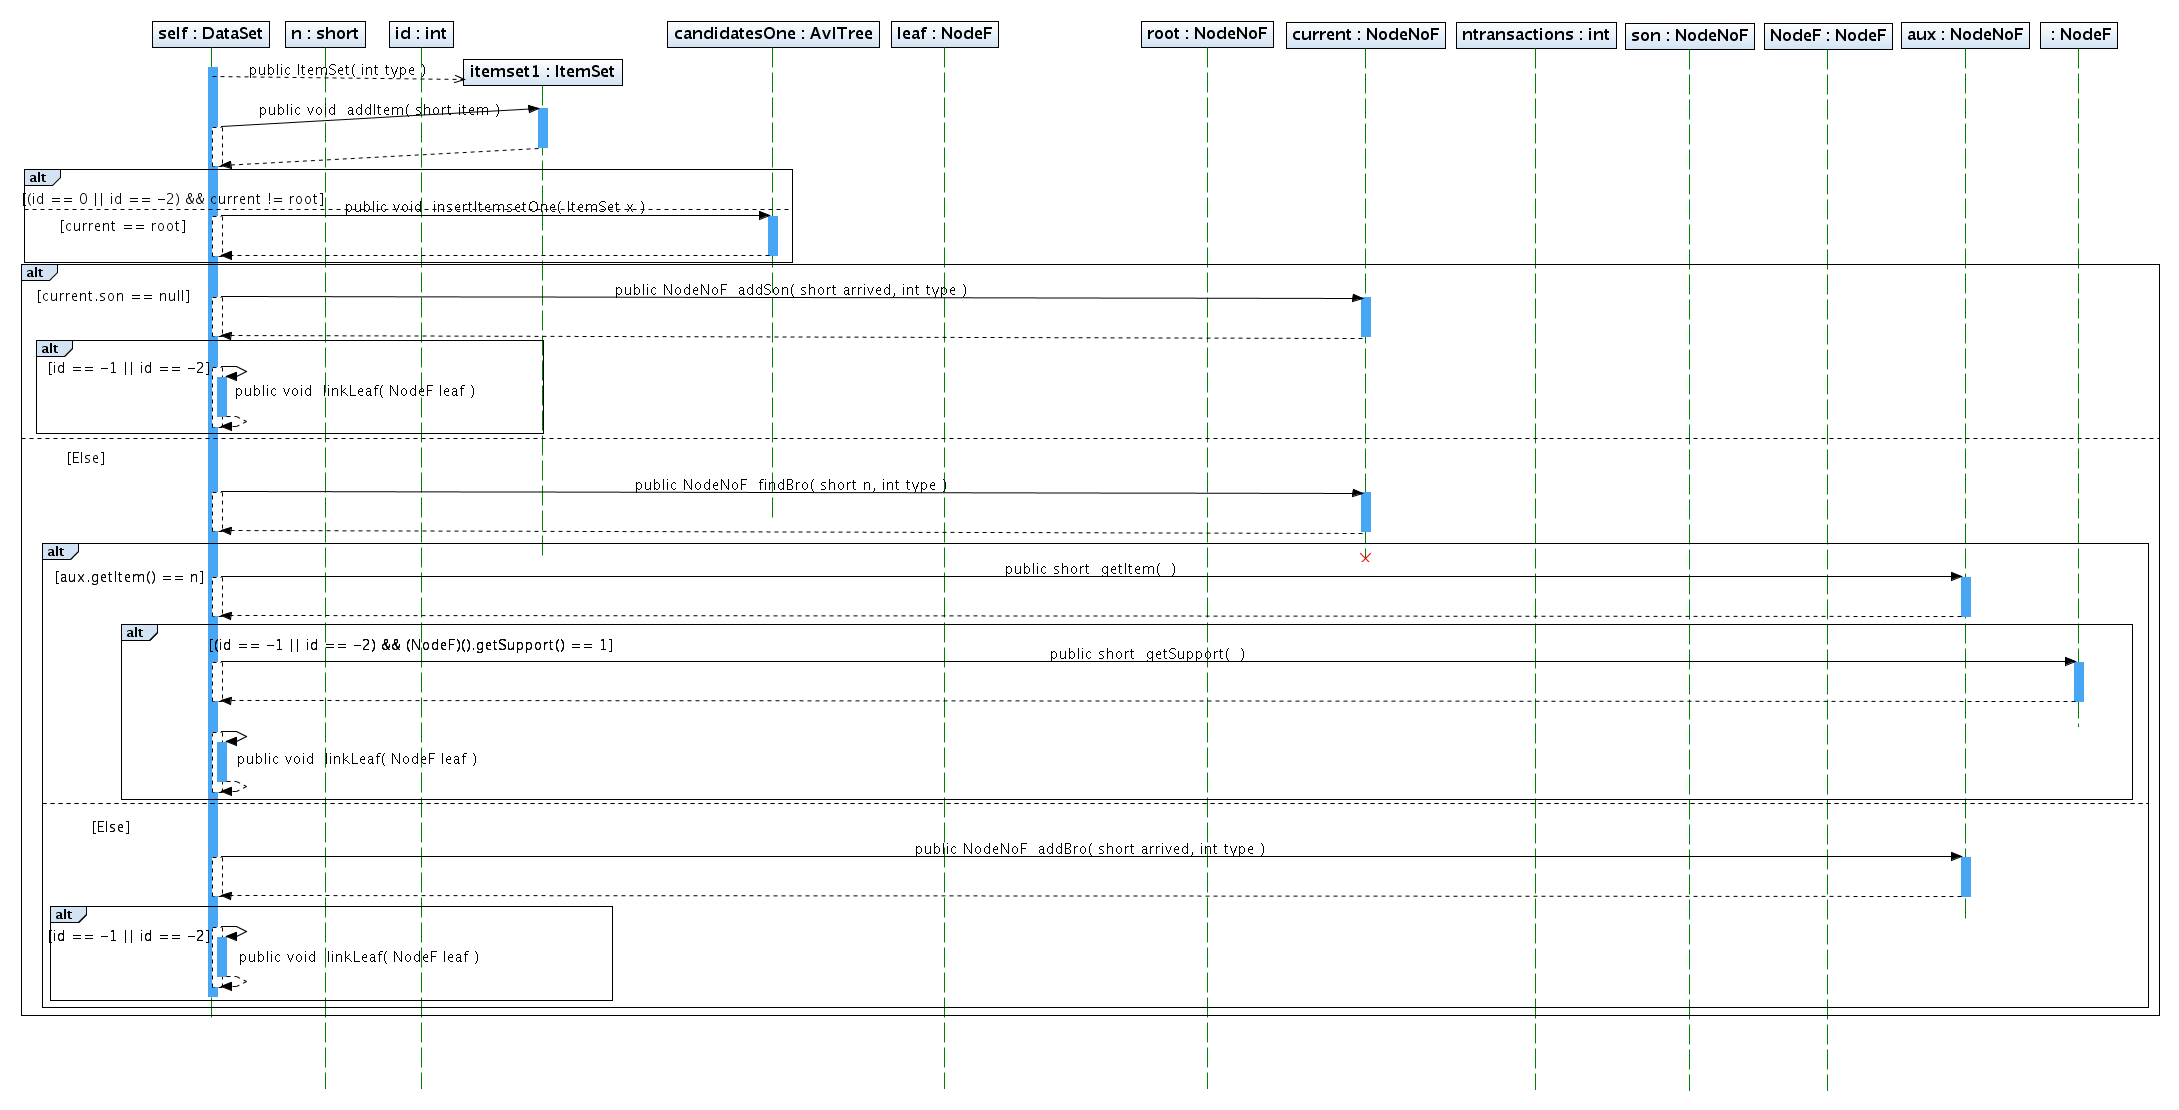 self : DataSet
n : short
id : int
candidatesOne : AvlTree
leaf : NodeF
root : NodeNoF
current : NodeNoF
ntransactions : int
son : NodeNoF
NodeF : NodeF
aux : NodeNoF
: NodeF
public ItemSet( int type )
itemset1 : ItemSet
public void addItem( short item )
alt
[(id == 0 || id == -2) && current != root]
public void insertItemsetOne( ItemSet x )
[current == root]
alt
[current.son == null]
public NodeNoF addSon( short arrived, int type )
alt
[id == -1 || id == -2]
public void linkLeaf( NodeF leaf )
[Else]
public NodeNoF findBro( short n, int type )
alt
[aux.getItem() == n]
public short getItem( )
alt
[(id == -1 || id == -2) && (NodeF)().getSupport() == 1]
public short getSupport( )
public void linkLeaf( NodeF leaf )
[Else]
public NodeNoF addBro( short arrived, int type )
alt
[id == -1 || id == -2]
public void linkLeaf( NodeF leaf )